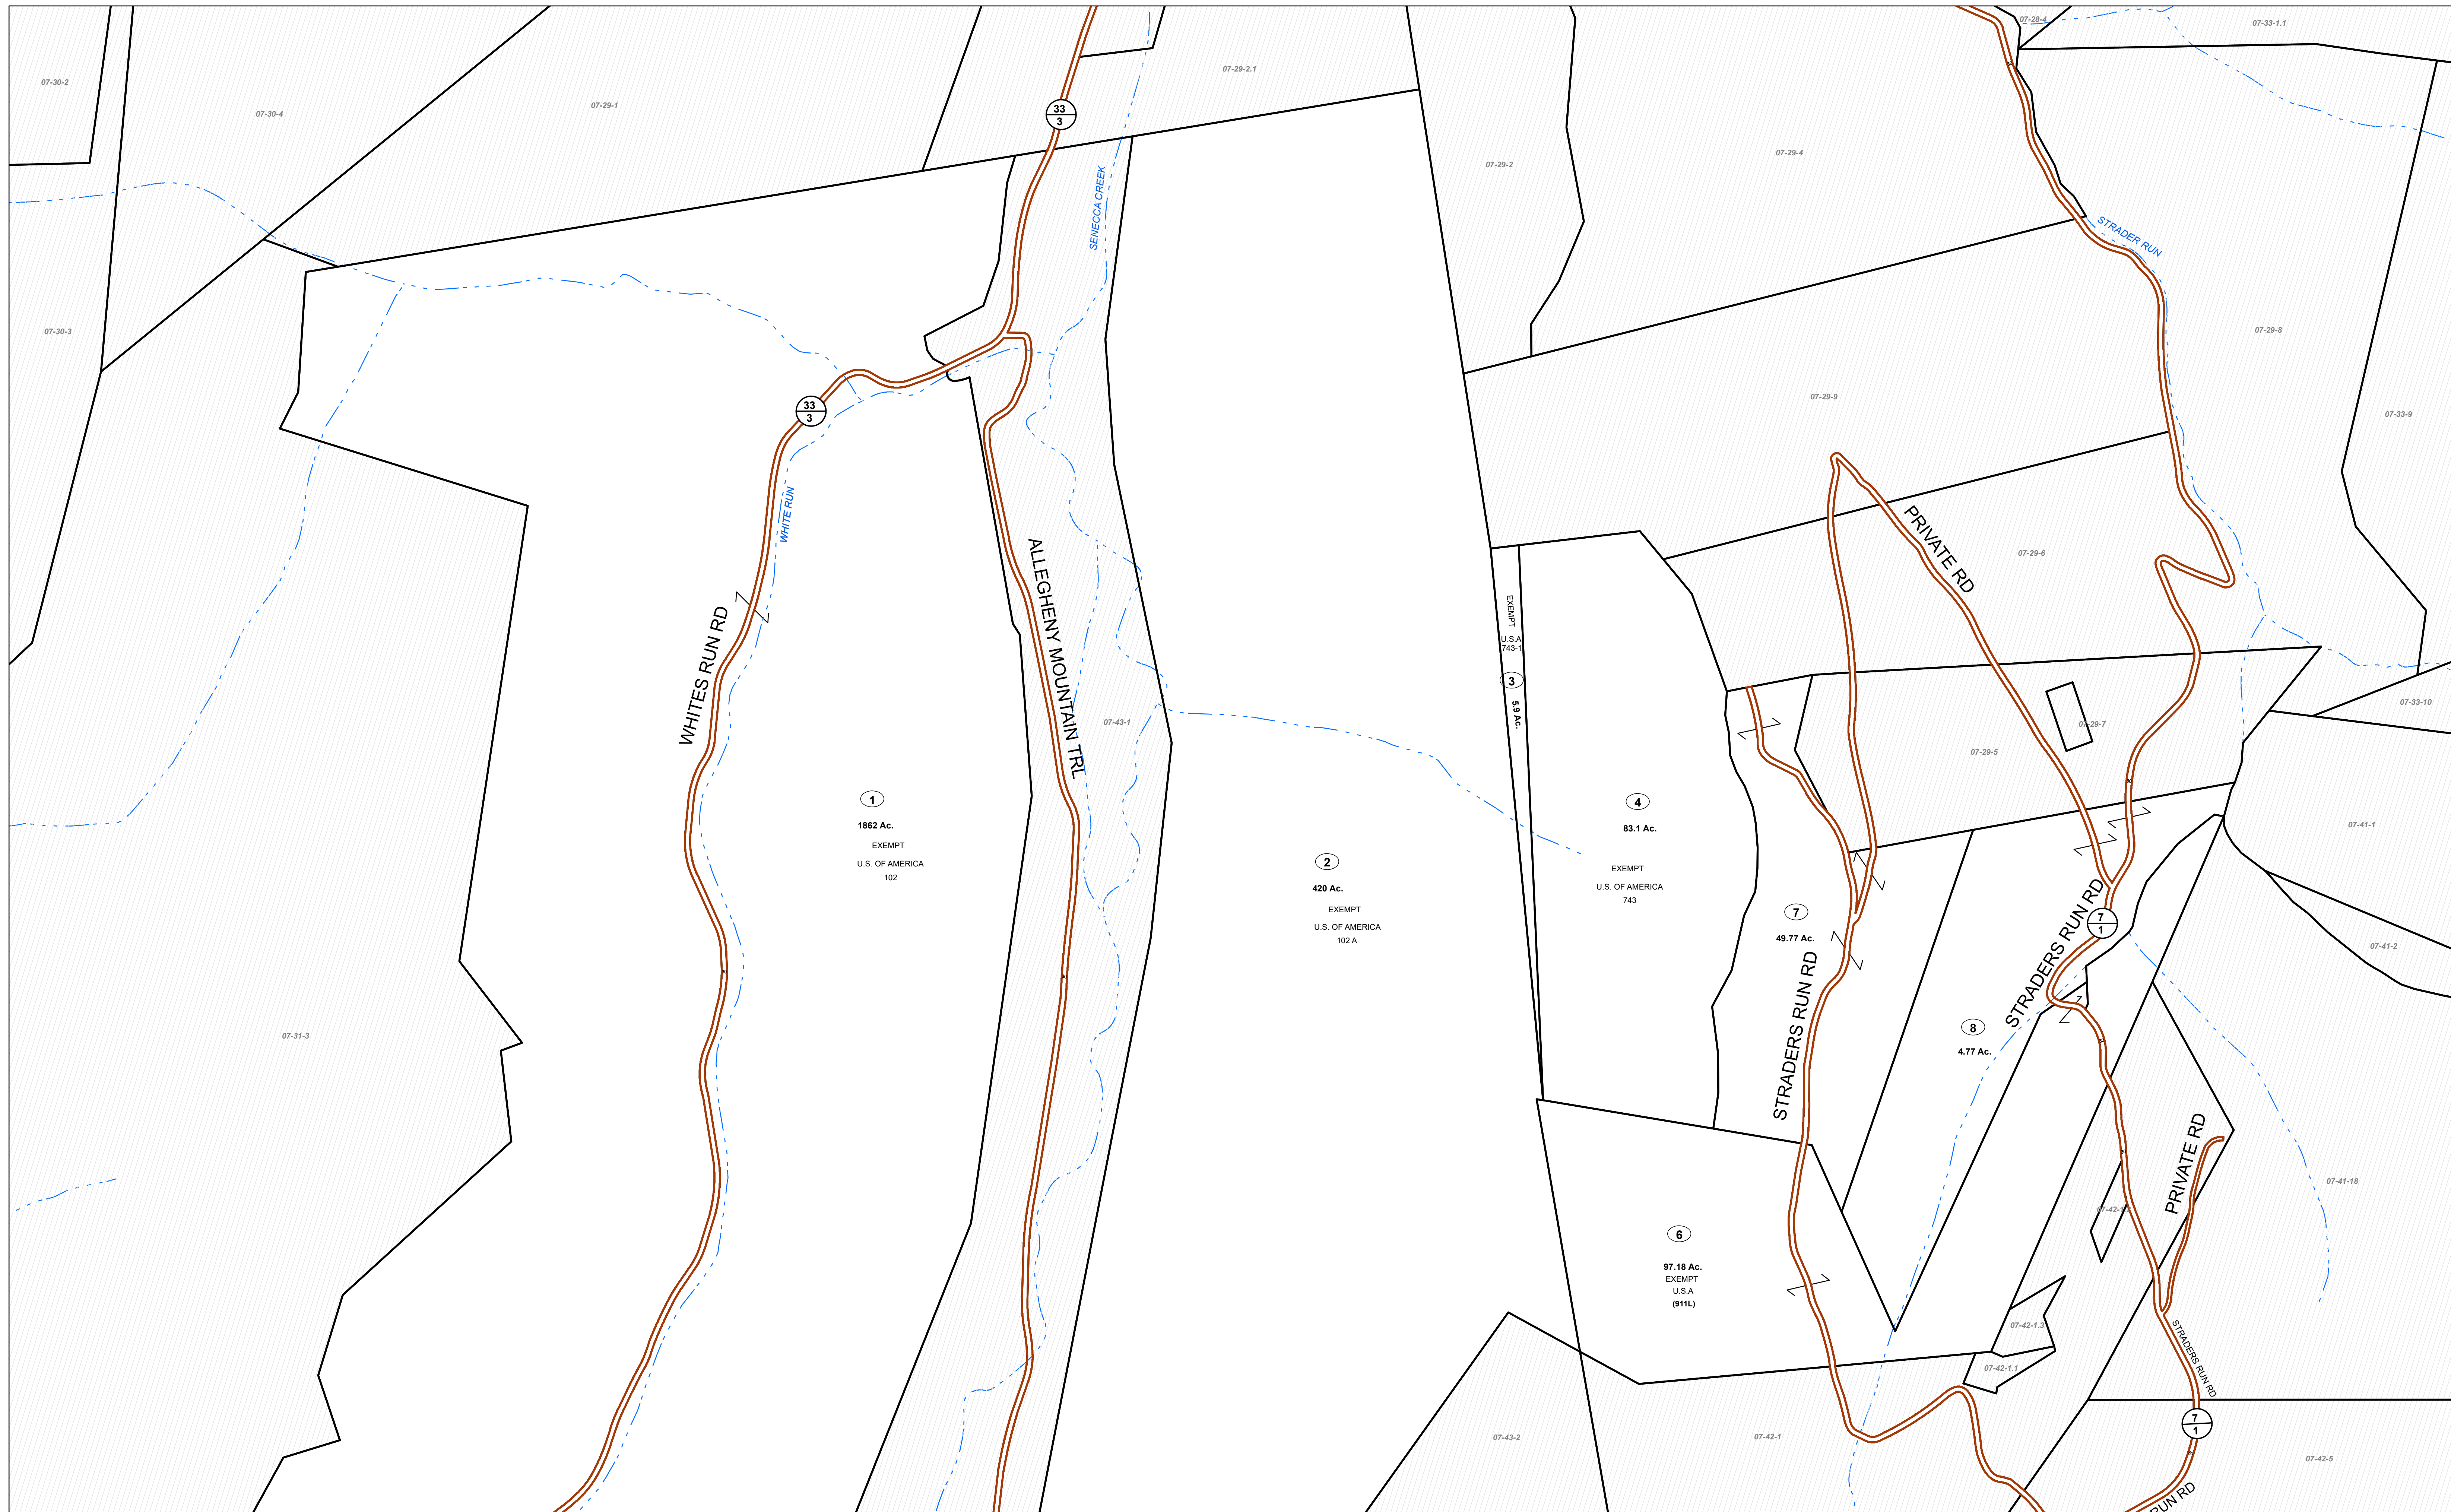 07-28-4
07-33-1.1
07-29-2.1
07-30-2
07-29-1
07-30-4
33
3
07-29-4
07-29-2
SENECCA CREEK
STRADER RUN
07-30-3
07-29-8
07-29-9
33
3
07-33-9
WHITE RUN
PRIVATE RD
07-29-6
ALLEGHENY MOUNTAIN TRL
WHITES RUN RD
EXEMPT
U.S.A
743-1
3
5.9 Ac.
07-33-10
07-43-1
07-29-7
07-29-5
1
1862 Ac.
EXEMPT
U.S. OF AMERICA
102
4
83.1 Ac.
EXEMPT
U.S. OF AMERICA
743
07-41-1
2
420 Ac.
EXEMPT
U.S. OF AMERICA
102 A
7
49.77 Ac.
STRADERS RUN RD
7
1
07-41-2
STRADERS RUN RD
8
4.77 Ac.
07-31-3
PRIVATE RD
07-41-18
6
97.18 Ac.
EXEMPT
U.S.A
(911L)
07-42-1.3
STRADERS RUN RD
07-42-1.1
7
1
07-43-2
07-42-1
07-42-5
RUN RD